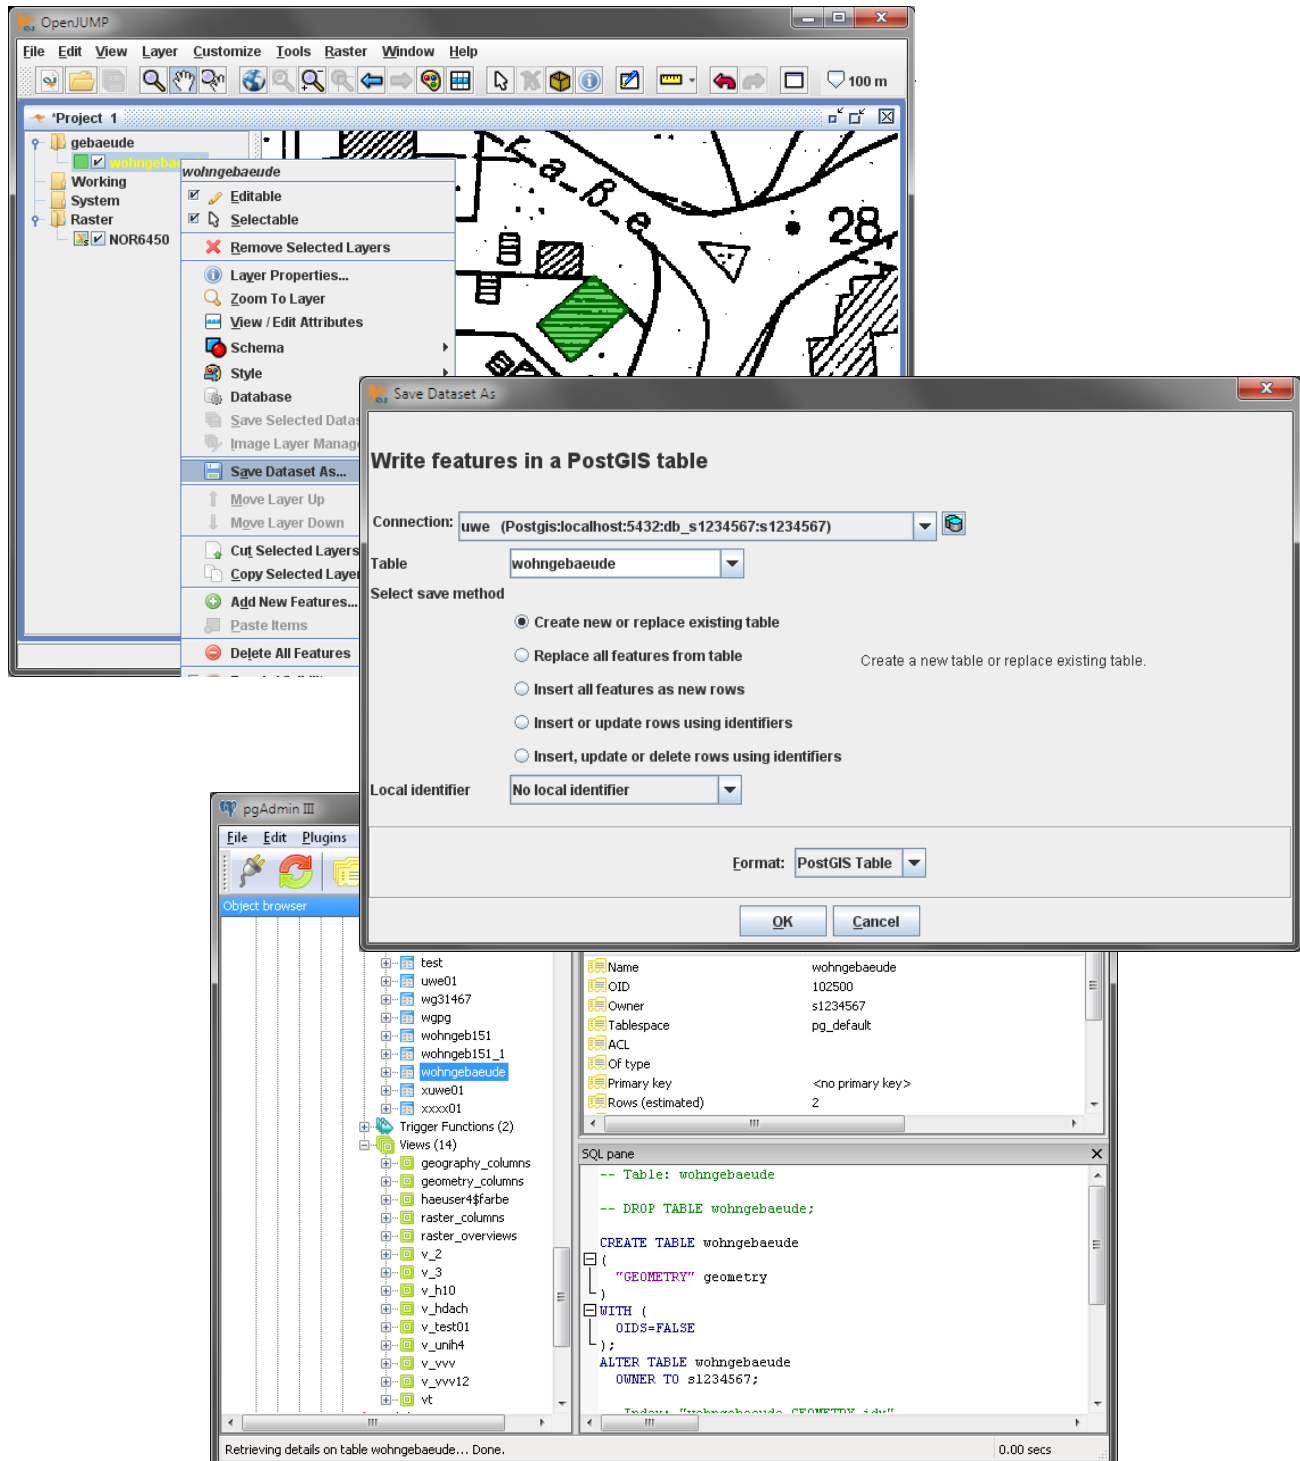 OpenJUMP
File Edit View Layer Customize Tools Raster Window Help
100 m
*Project 1
gebaeude
wohngebaeude
Working
System
Raster
NOR6450
wohngebaeude
Editable
Selectable
Remove Selected Layers
Layer Properties...
Zoom To Layer
View / Edit Attributes
Schema
Style
Database
Save Selected Datas
Image Layer Manag
Save Dataset As...
Move Layer Up
Move Layer Down
Cut Selected Layers
Copy Selected Layer
Add New Features...
Paste Items
Delete All Features
a-ß-e
28
Save Dataset As
Write features in a PostGIS table
Connection: uwe (Postgis:localhost:5432:db_s1234567:s1234567)
Table wohngebaeude
Select save method
Create new or replace existing table
Replace all features from table
Create a new table or replace existing table.
Insert all features as new rows
Insert or update rows using identifiers
Insert, update or delete rows using identifiers
Local identifier No local identifier
Format: PostGIS Table
OK Cancel
pgAdmin III
File Edit Plugins
Object browser
test
uwe01
wg31467
wgpg
wohngeb151
wohngeb151_1
wohngebaeude
xuwe01
xxxx01
Trigger Functions (2)
Views (14)
geography_columns
geometry_columns
haeuser4$farbe
raster_columns
raster_overviews
v_2
v_3
v_h10
v_hdach
v_test01
v_unih4
v_vvv
v_vvv12
vt
Name wohngebaeude
OID 102500
Owner s1234567
Tablespace pg_default
ACL
Of type
Primary key <no primary key>
Rows (estimated) 2
SQL pane
-- Table: wohngebaeude
-- DROP TABLE wohngebaeude;
CREATE TABLE wohngebaeude
(
"GEOMETRY" geometry
)
WITH (
OIDS=FALSE
);
ALTER TABLE wohngebaeude
OWNER TO s1234567;
-- Index: "wohngebaeude_GEOMETRY_idx"
Retrieving details on table wohngebaeude... Done.
0.00 secs